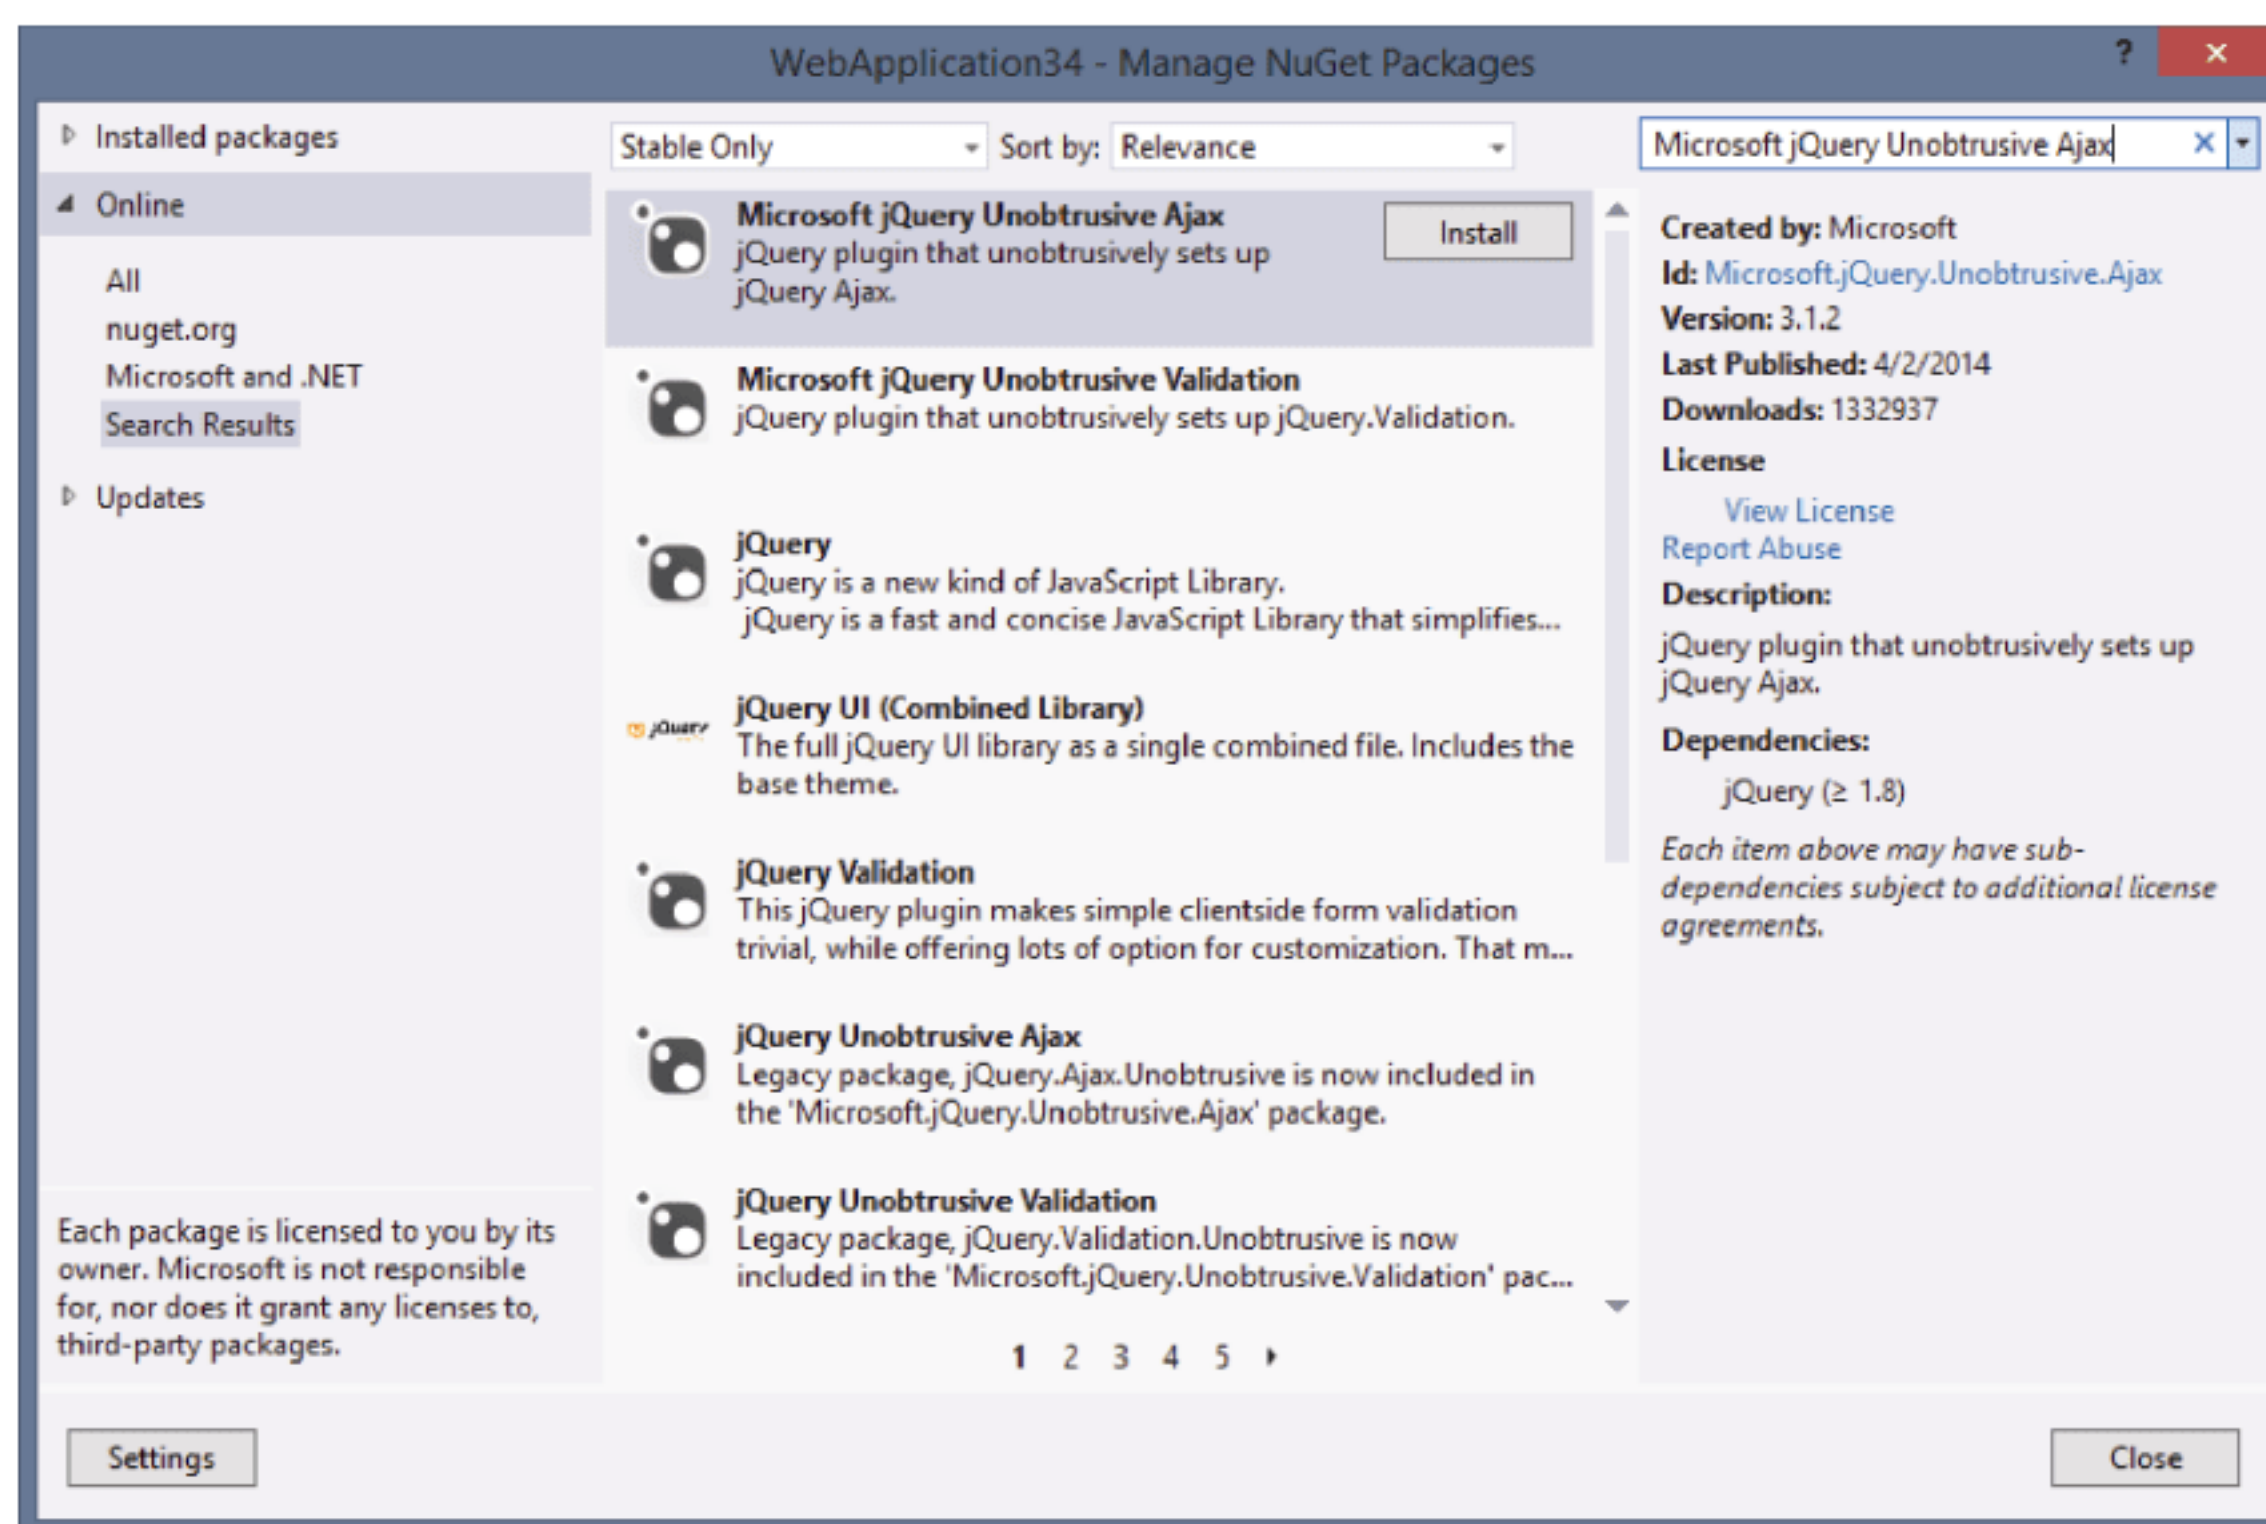 WebApplication34 - Manage NuGet Packages
?
Installed packages
Online
All
nuget.org
Microsoft and .NET
Search Results
Updates
Each package is licensed to you by its
owner. Microsoft is not responsible
for, nor does it grant any licenses to,
third-party packages.
Stable Only
Sort by: Relevance
Microsoft jQuery Unobtrusive Ajax
Install
jQuery plugin that unobtrusively sets up
jQuery Ajax.
Microsoft jQuery Unobtrusive Validation
jQuery plugin that unobtrusively sets up jQuery.Validation.
jQuery
jQuery is a new kind of JavaScript Library.
jQuery is a fast and concise JavaScript Library that simplifies...
jQuery
jQuery UI (Combined Library)
The full jQuery UI library as a single combined file. Includes the
base theme.
jQuery Validation
This jQuery plugin makes simple clientside form validation
trivial, while offering lots of option for customization. That m...
jQuery Unobtrusive Ajax
Legacy package, jQuery.Ajax.Unobtrusive is now included in
the 'Microsoft.jQuery.Unobtrusive.Ajax' package.
jQuery Unobtrusive Validation
Legacy package, jQuery.Validation.Unobtrusive is now
included in the 'Microsoft.jQuery.Unobtrusive.Validation' pac...
1 2 3 4 5
Microsoft jQuery Unobtrusive Ajax
Created by: Microsoft
Id: Microsoft.jQuery.Unobtrusive.Ajax
Version: 3.1.2
Last Published: 4/2/2014
Downloads: 1332937
License
View License
Report Abuse
Description:
jQuery plugin that unobtrusively sets up
jQuery Ajax.
Dependencies:
jQuery (≥ 1.8)
Each item above may have sub-
dependencies subject to additional license
agreements.
Settings
Close